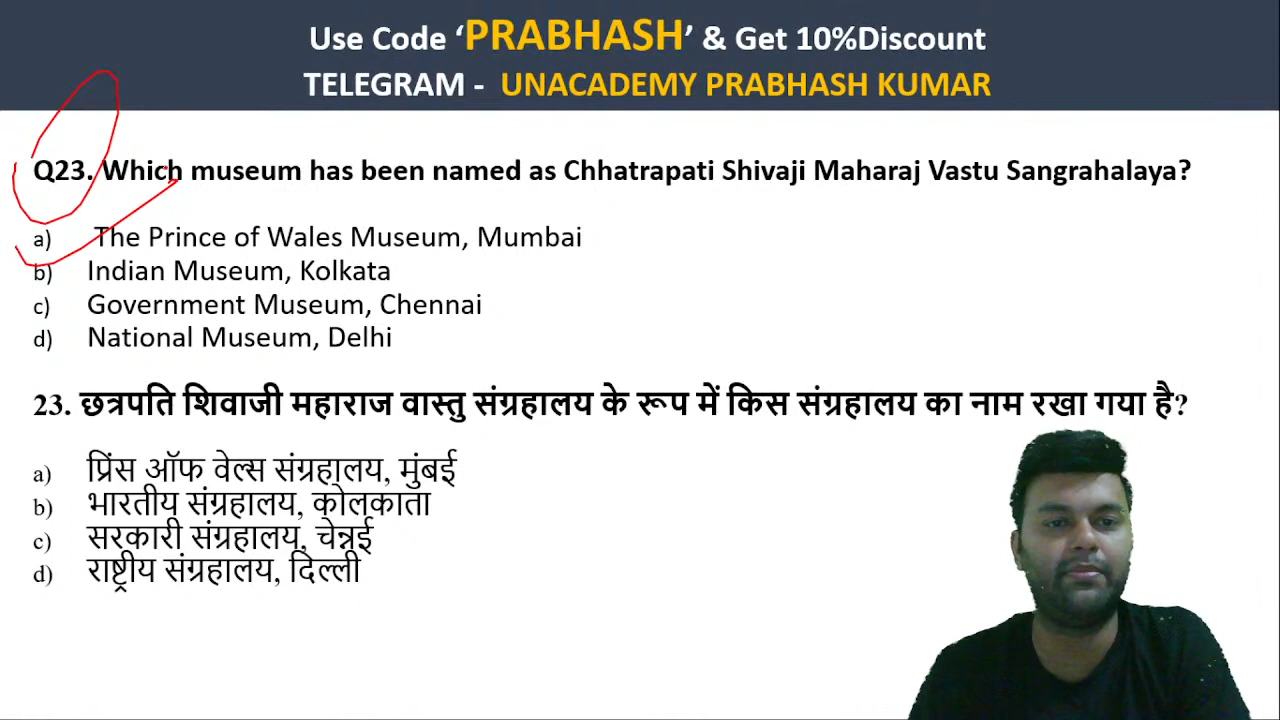 Use Code ‘PRABHASH’ & Get 10%Discount
TELEGRAM - UNACADEMY PRABHASH KUMAR
Q23. Which museum has been named as Chhatrapati Shivaji Maharaj Vastu Sangrahalaya?
a) The Prince of Wales Museum, Mumbai
b) Indian Museum, Kolkata
c) Government Museum, Chennai
d) National Museum, Delhi
23. छत्रपति शिवाजी महाराज वास्तु संग्रहालय के रूप में किस संग्रहालय का नाम रखा गया है?
a) प्रिंस ऑफ वेल्स संग्रहालय, मुंबई
b) भारतीय संग्रहालय, कोलकाता
c) सरकारी संग्रहालय, चेन्नई
d) राष्ट्रीय संग्रहालय, दिल्ली